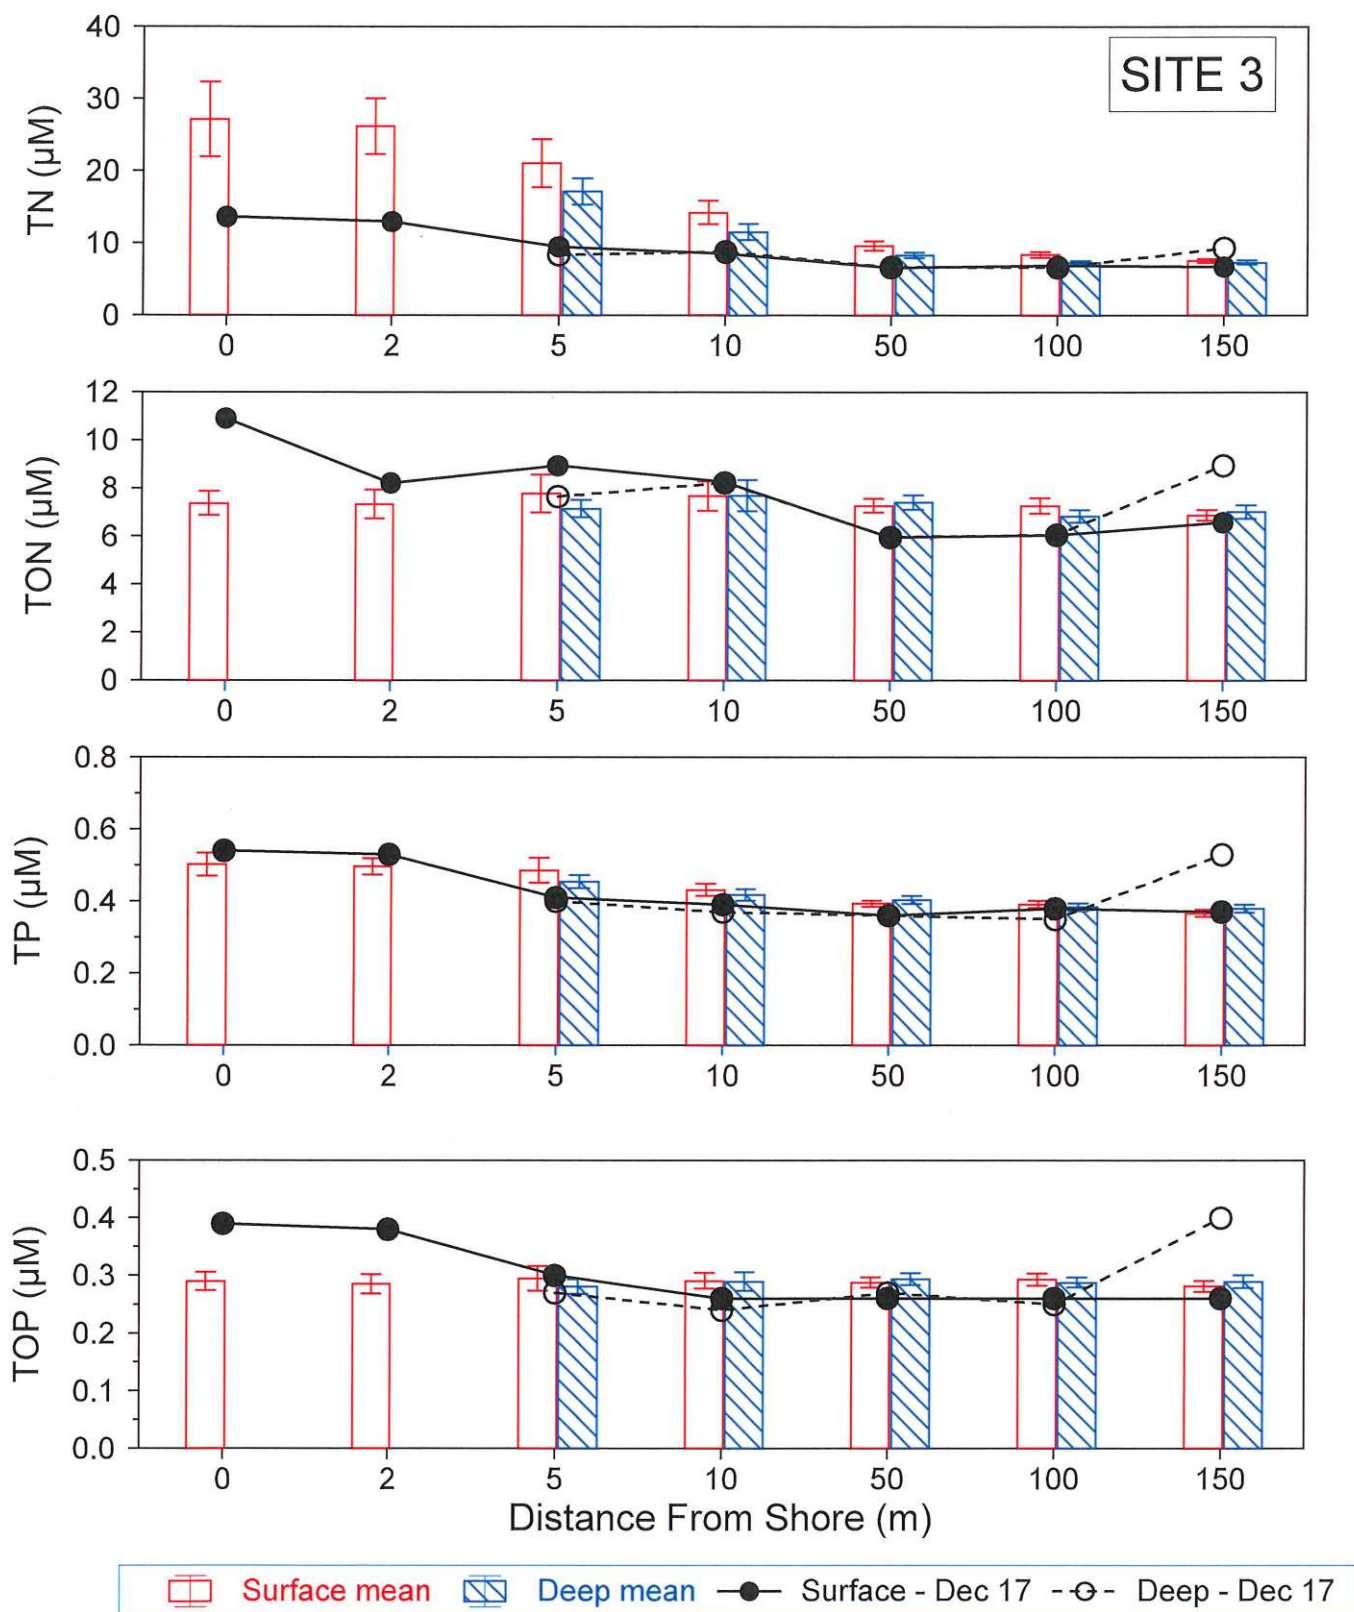 SITE 3
TN (µM)
40
30
20
10
0
0 2 5 10 50 100 150
TON (µM)
12
10
8
6
4
2
0
0 2 5 10 50 100 150
TP (µM)
0.8
0.6
0.4
0.2
0.0
0 2 5 10 50 100 150
TOP (µM)
0.5
0.4
0.3
0.2
0.1
0.0
0 2 5 10 50 100 150
Distance From Shore (m)
Surface mean Deep mean Surface - Dec 17 Deep - Dec 17